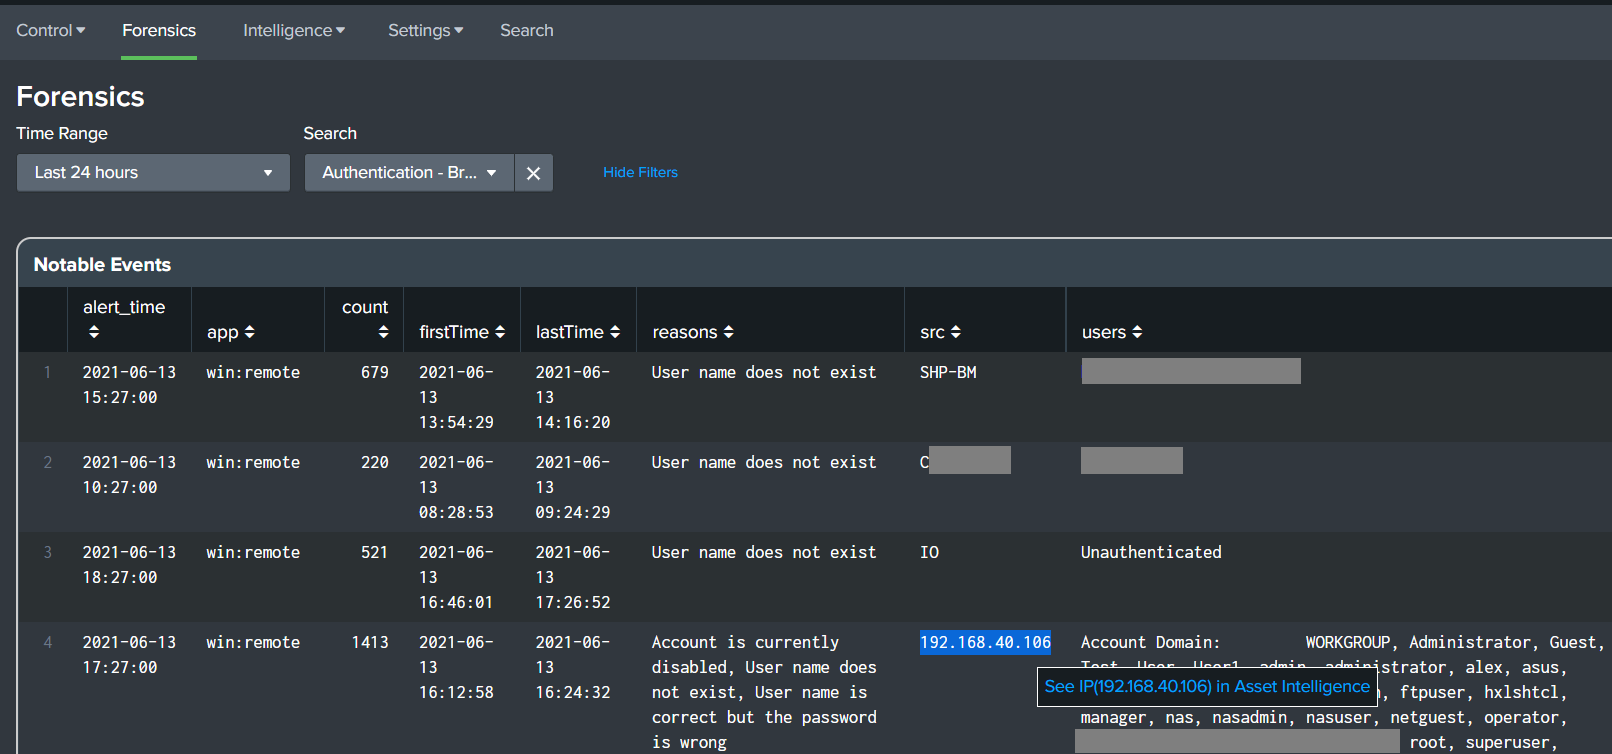 Control Forensics Intelligence Settings Search
Forensics
Time Range Search
Last 24 hours Authentication - Br... Hide Filters
Notable Events
alert_time app count firstTime lastTime reasons src users
1 2021-06-13 win:remote 679 2021-06- 2021-06- User name does not exist SHP-BM
15:27:00 13 13
13:54:29 14:16:20
2 2021-06-13 win:remote 220 2021-06- 2021-06- User name does not exist C
10:27:00 13 13
08:28:53 09:24:29
3 2021-06-13 win:remote 521 2021-06- 2021-06- User name does not exist IO Unauthenticated
18:27:00 13 13
16:46:01 17:26:52
4 2021-06-13 win:remote 1413 2021-06- 2021-06- Account is currently 192.168.40.106 Account Domain: WORKGROUP, Administrator, Guest,
17:27:00 13 13 disabled, User name does Test, User, User1, admin, administrator, alex, asus,
16:12:58 16:24:32 not exist, User name is See IP(192.168.40.106) in Asset Intelligence , ftpuser, hxlshtcl,
correct but the password manager, nas, nasadmin, nasuser, netguest, operator,
is wrong root, superuser,